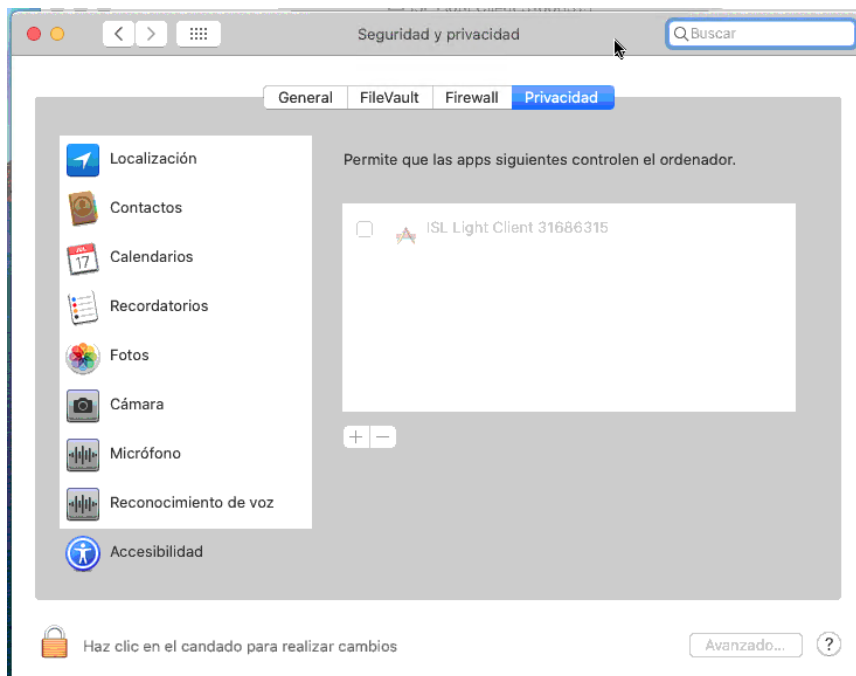 Seguridad y privacidad
Buscar
General
FileVault
Firewall
Privacidad
Localización
Contactos
Calendarios
JUL
17
Recordatorios
Fotos
Cámara
Micrófono
Reconocimiento de voz
Accesibilidad
Permite que las apps siguientes controlen el ordenador.
ISL Light Client 31686315
+ −
Haz clic en el candado para realizar cambios
Avanzado...
?